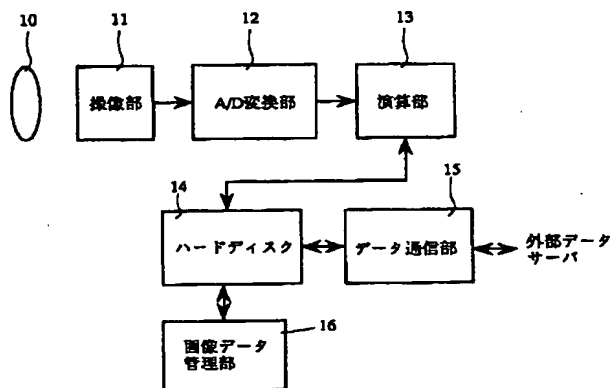 10
11
12
13
撮像部
A/D変換部
演算部
14
15
ハードディスク
データ通信部
外部データ
サーバ
16
画像データ
管理部